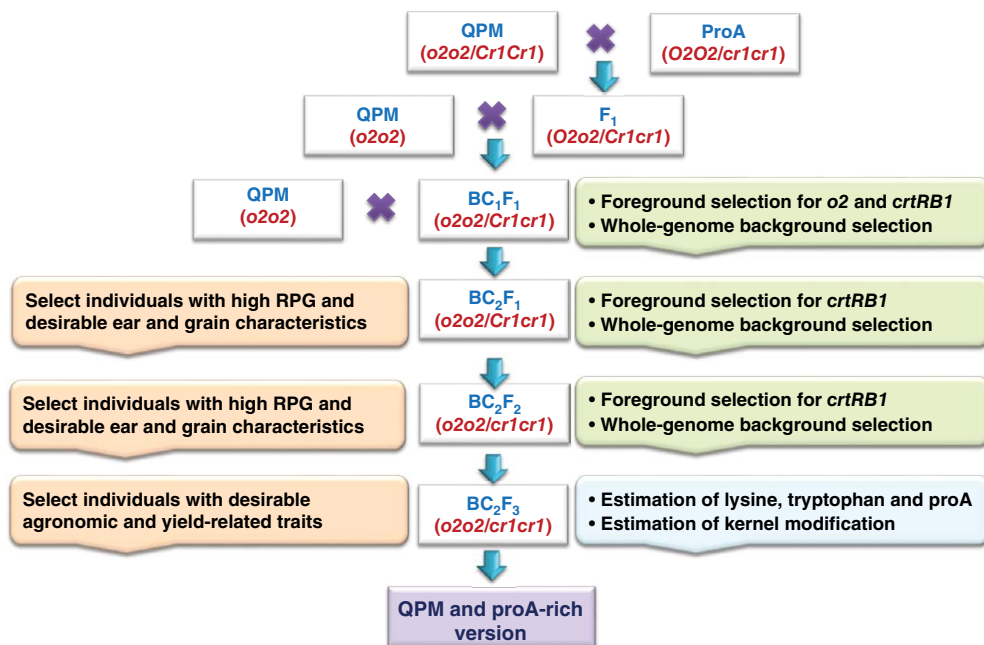 QPM
(o2o2/Cr1Cr1)
ProA
(O2O2/cr1cr1)
QPM
(o2o2)
F1
(O2o2/Cr1cr1)
QPM
(o2o2)
BC1F1
(o2o2/Cr1cr1)
• Foreground selection for o2 and crtRB1
• Whole-genome background selection
Select individuals with high RPG and
desirable ear and grain characteristics
BC2F1
(o2o2/Cr1cr1)
• Foreground selection for crtRB1
• Whole-genome background selection
Select individuals with high RPG and
desirable ear and grain characteristics
BC2F2
(o2o2/cr1cr1)
• Foreground selection for crtRB1
• Whole-genome background selection
Select individuals with desirable
agronomic and yield-related traits
BC2F3
(o2o2/cr1cr1)
• Estimation of lysine, tryptophan and proA
• Estimation of kernel modification
QPM and proA-rich
version